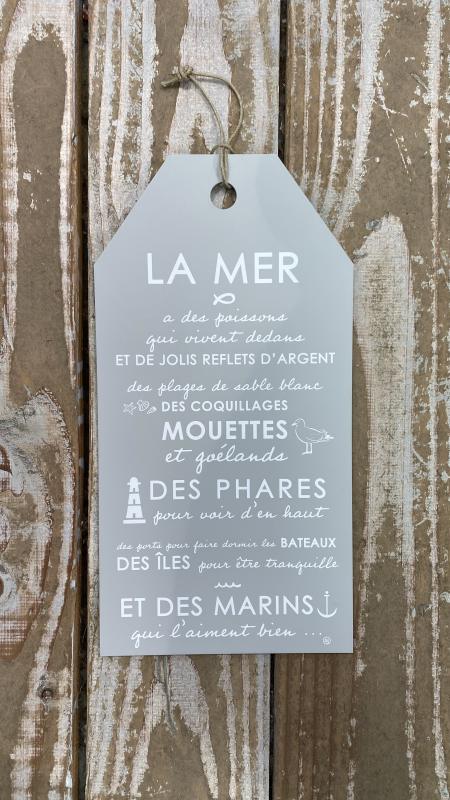 LA MER
a des poissons
qui vivent dedans
ET DE JOLIS REFLETS D'ARGENT
des plages de sable blanc
DES COQUILLAGES
MOUETTES
et goélands
DES PHARES
pour voir d'en haut
des ports pour faire dormir les BATEAUX
DES ÎLES pour être tranquille
ET DES MARINS
qui l'aiment bien ...